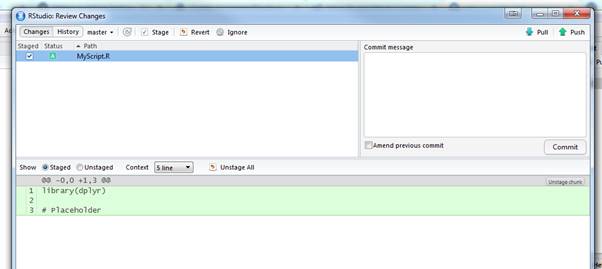 RStudio: Review Changes
Changes History master Stage Revert Ignore Pull Push
Staged Status Path
A MyScript.R
Commit message
Amend previous commit Commit
Show Staged Unstaged Context 5 line Unstage All
@@ -0,0 +1,3 @@ Unstage chunk
1 library(dplyr)
2
3 # Placeholder